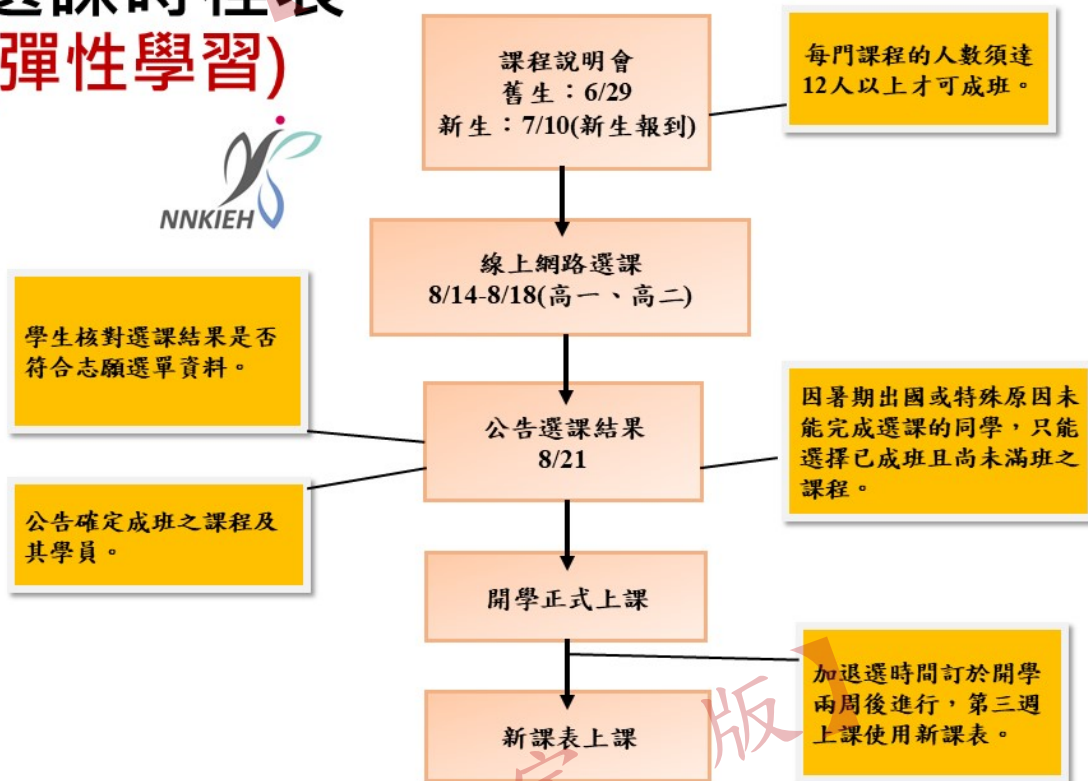 選課時程表
彈性學習)
NNKIEH
課程說明會
舊生：6/29
新生：7/10(新生報到)
每門課程的人數須達
12人以上才可成班。
線上網路選課
8/14-8/18(高一、高二)
學生核對選課結果是否
符合志願選單資料。
公告選課結果
8/21
因暑期出國或特殊原因未
能完成選課的同學，只能
選擇已成班且尚未滿班之
課程。
公告確定成班之課程及
其學員。
開學正式上課
加退選時間訂於開學
兩周後進行，第三週
上課使用新課表。
新課表上課
版】